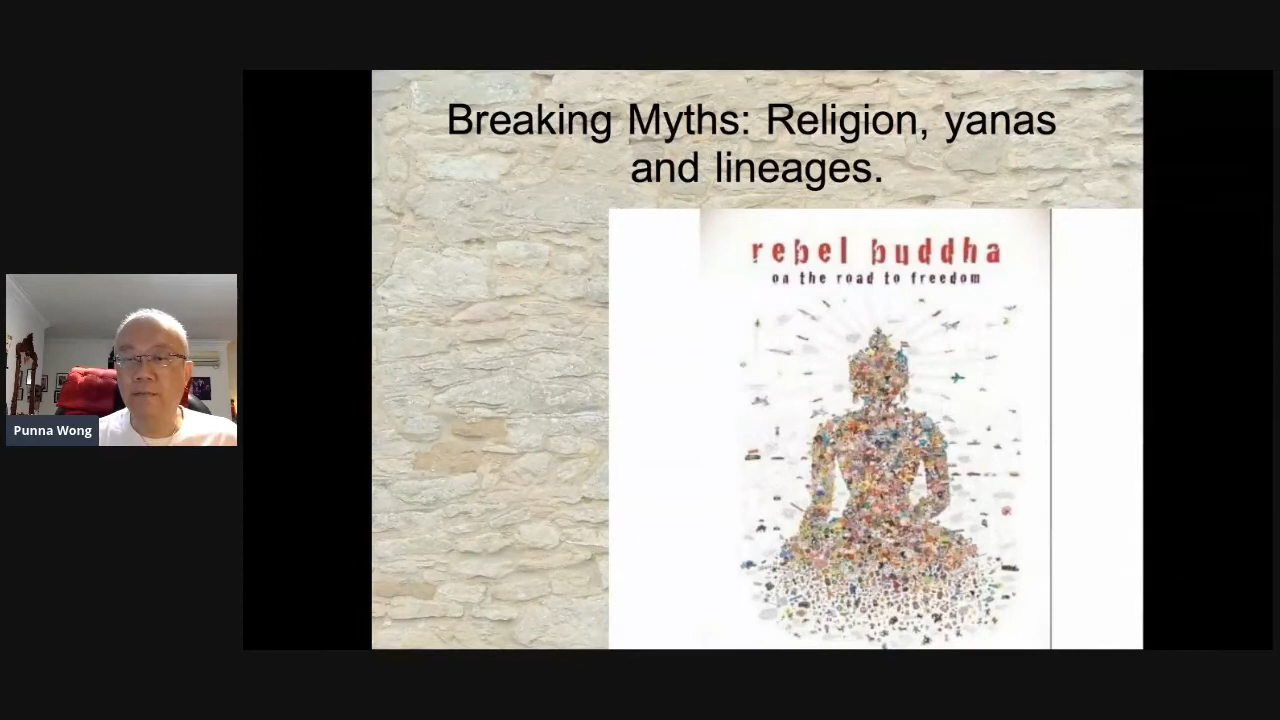 Breaking Myths: Religion, yanas
and lineages.
rebel buddha
on the road to freedom
Punna Wong